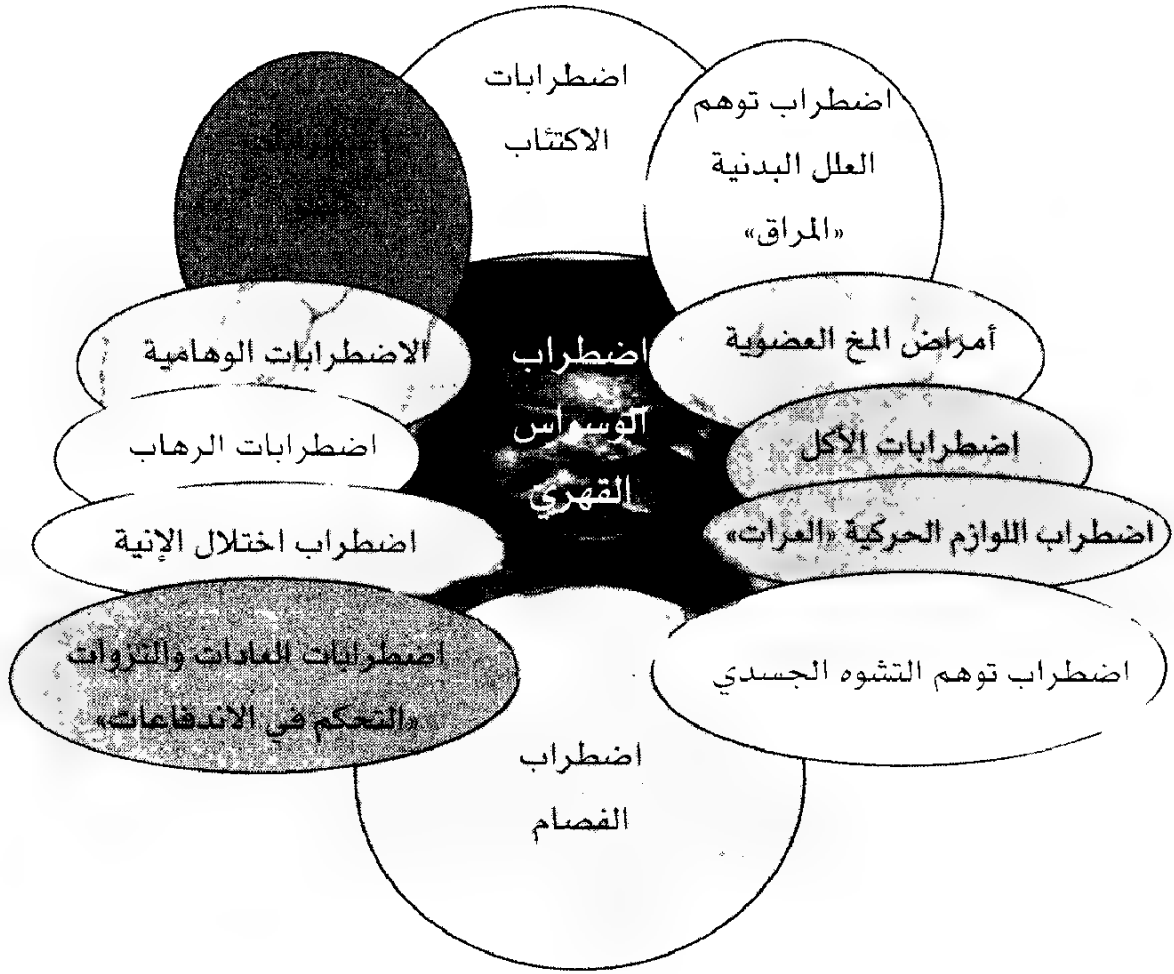 اضطرابات
الاكتئاب
اضطراب توهم
العلل البدنية
«المراق»
اضطرابات
أمراض المخ العضوية
الاضطرابات الوهامية
اضطراب
الوسواس
القهري
اضطرابات الأكل
اضطرابات الرهاب
اضطراب اللوازم الحركية «العرات»
اضطراب اختلال الإنية
اضطراب توهم التشوه الجسدي
اضطرابات العادات والنزوات
«التحكم في الاندفاعات»
اضطراب
الفصام